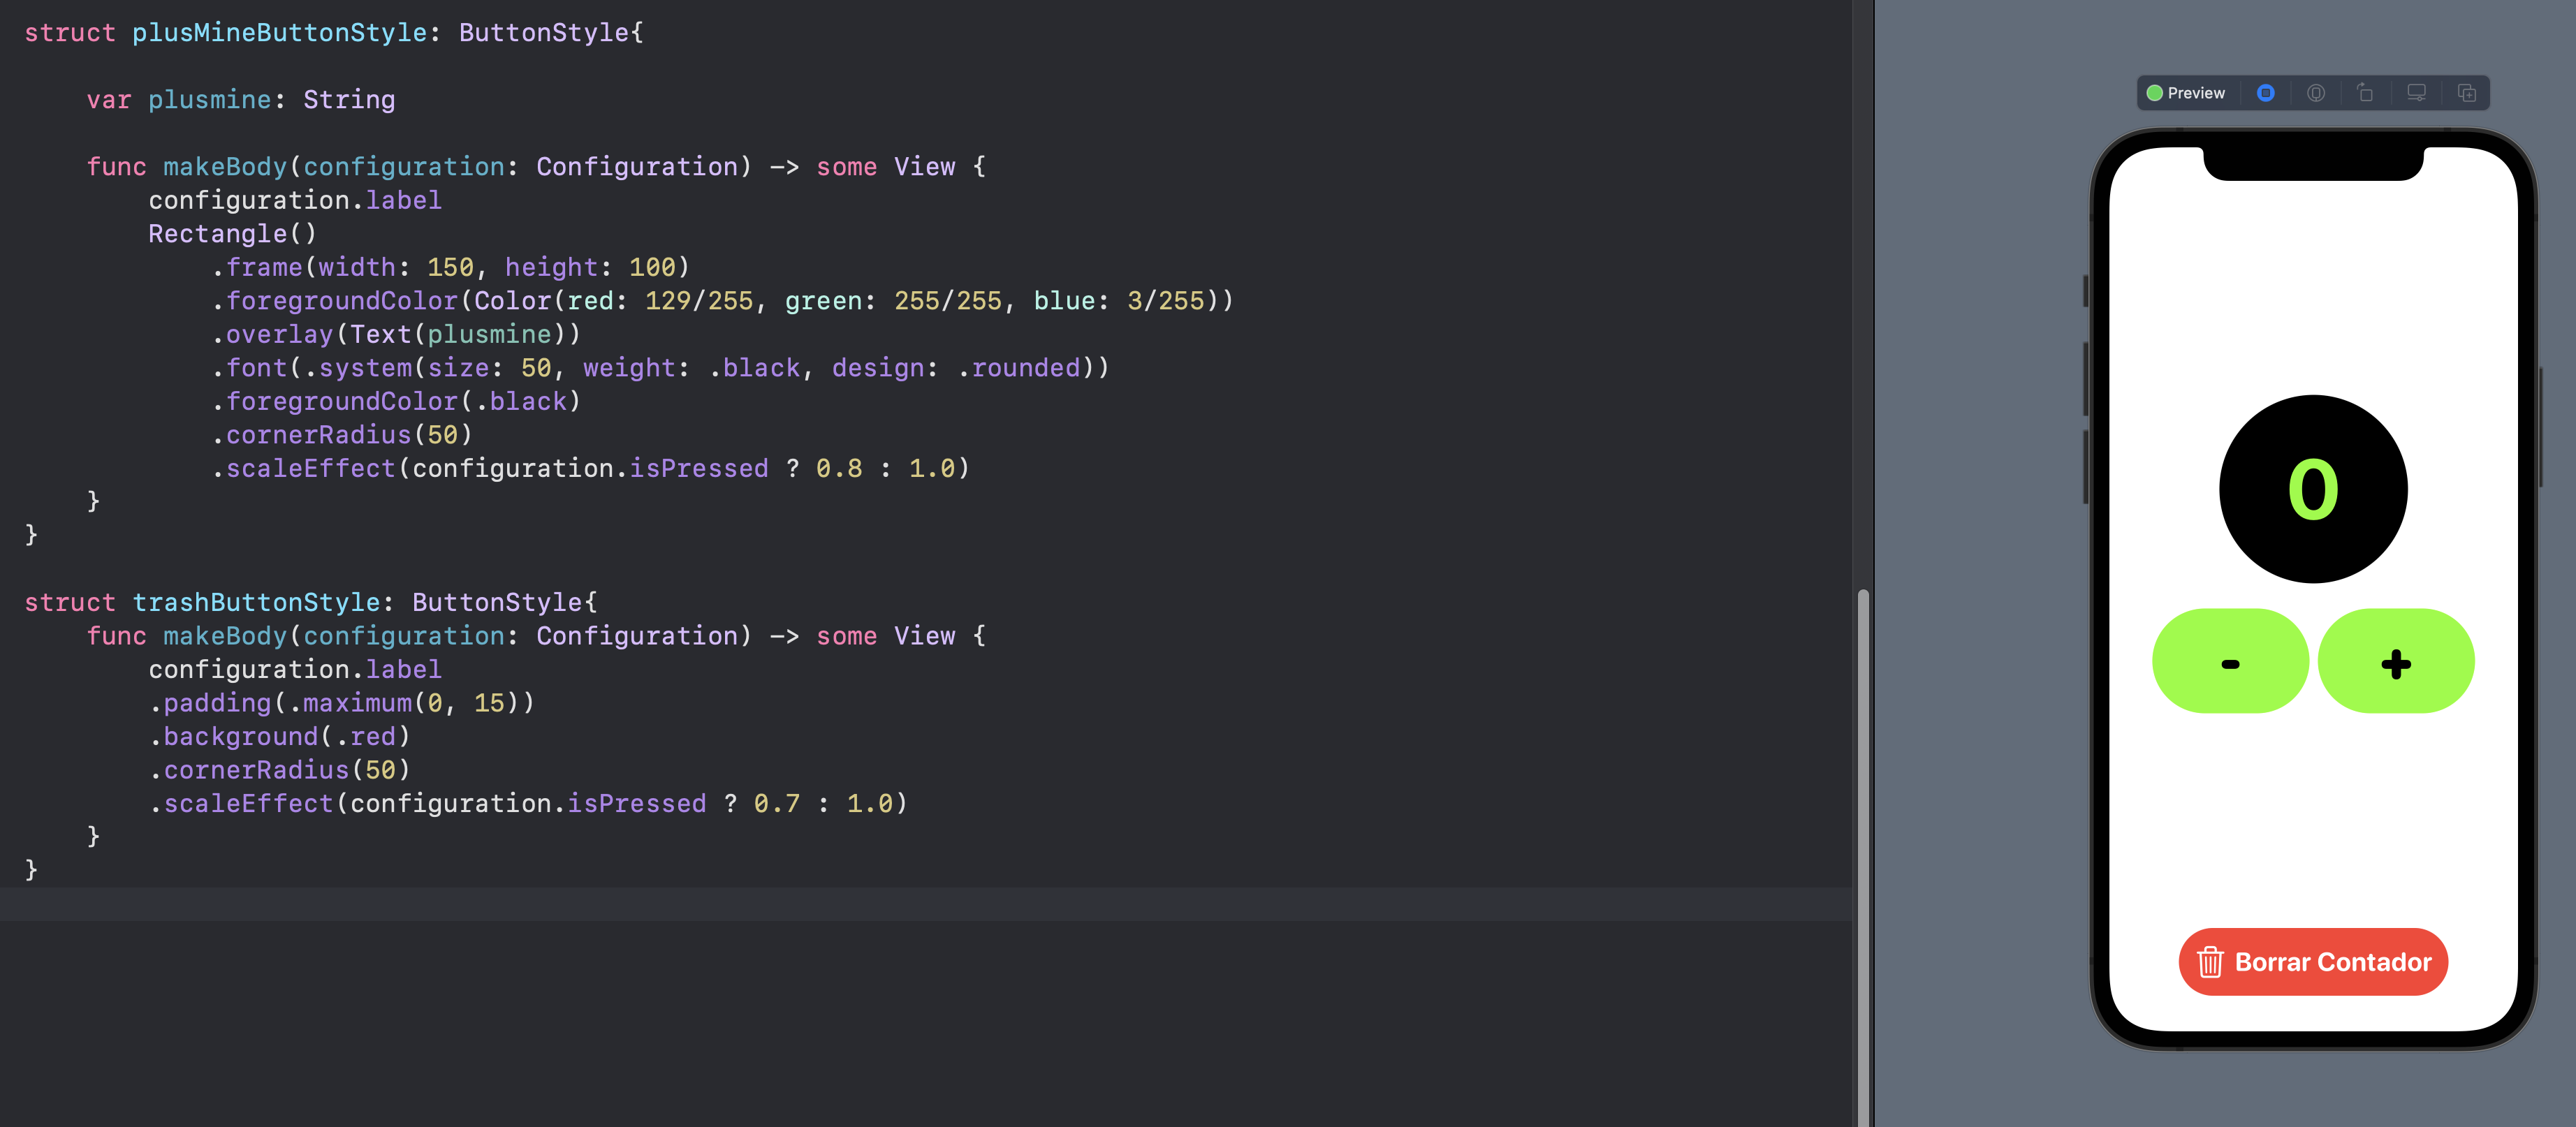 struct plusMineButtonStyle: ButtonStyle{
    var plusmine: String
    func makeBody(configuration: Configuration) -> some View {
        configuration.label
        Rectangle()
            .frame(width: 150, height: 100)
            .foregroundColor(Color(red: 129/255, green: 255/255, blue: 3/255))
            .overlay(Text(plusmine))
            .font(.system(size: 50, weight: .black, design: .rounded))
            .foregroundColor(.black)
            .cornerRadius(50)
            .scaleEffect(configuration.isPressed ? 0.8 : 1.0)
    }
}
struct trashButtonStyle: ButtonStyle{
    func makeBody(configuration: Configuration) -> some View {
        configuration.label
        .padding(.maximum(0, 15))
        .background(.red)
        .cornerRadius(50)
        .scaleEffect(configuration.isPressed ? 0.7 : 1.0)
    }
}
Preview
0
- +
Borrar Contador